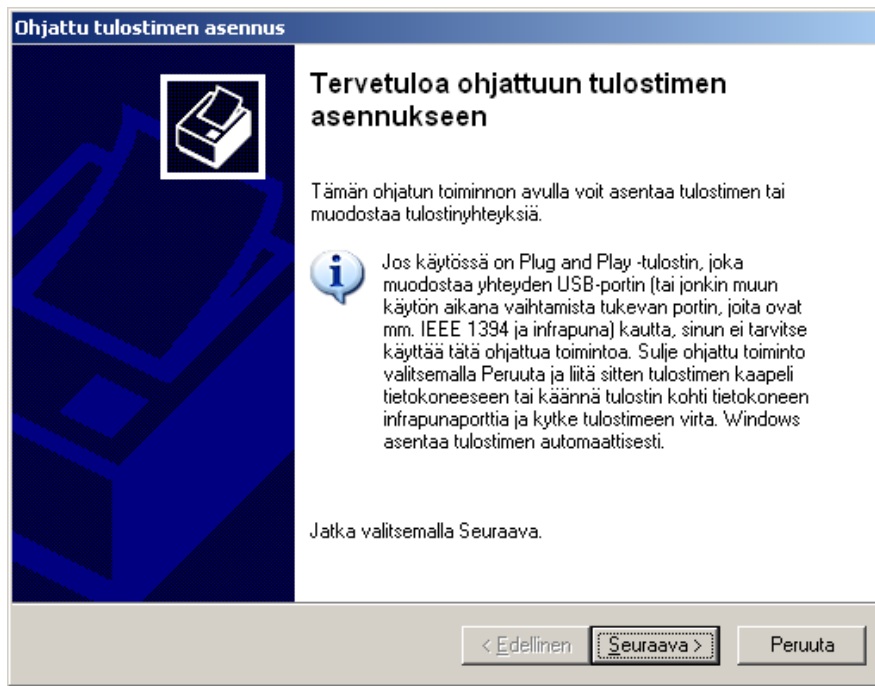 Ohjattu tulostimen asennus
Tervetuloa ohjattuun tulostimen
asennukseen
Tämän ohjatun toiminnon avulla voit asentaa tulostimen tai
muodostaa tulostinyhteyksiä.
Jos käytössä on Plug and Play -tulostin, joka
muodostaa yhteyden USB-portin (tai jonkin muun
käytön aikana vaihtamista tukevan portin, joita ovat
mm. IEEE 1394 ja infrapuna) kautta, sinun ei tarvitse
käyttää tätä ohjattua toimintoa. Sulje ohjattu toiminto
valitsemalla Peruuta ja liitä sitten tulostimen kaapeli
tietokoneeseen tai käännä tulostin kohti tietokoneen
infrapunaporttia ja kytke tulostimeen virta. Windows
asentaa tulostimen automaattisesti.
Jatka valitsemalla Seuraava.
< Edellinen Seuraava > Peruuta